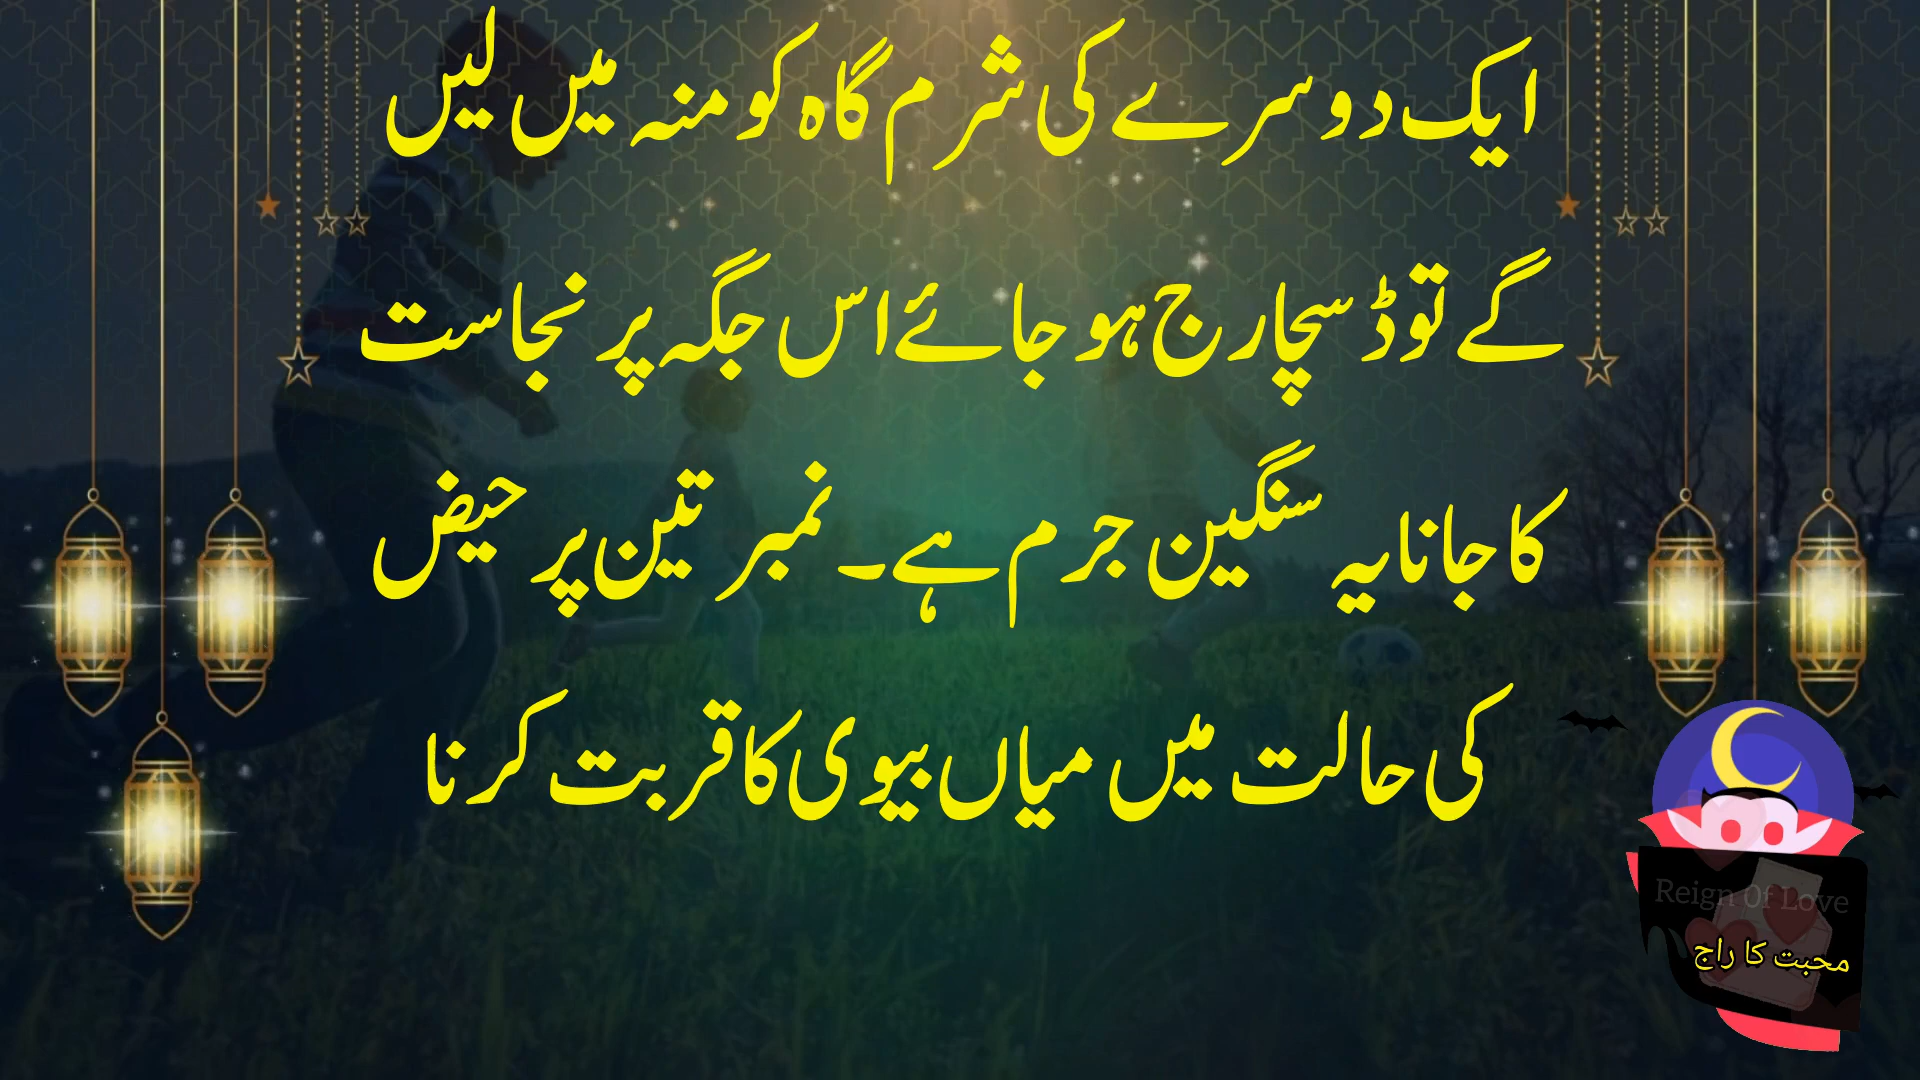 ایک دوسرے کی شرم گاہ کو منہ میں لیں
گے تو ڈسچارج ہو جائے اس جگہ پر نجاست
کا جانا یہ سنگین جرم ہے۔ نمبر تین پر حیض
کی حالت میں میاں بیوی کا قربت کرنا
Reign Of Love
محبت کا راج